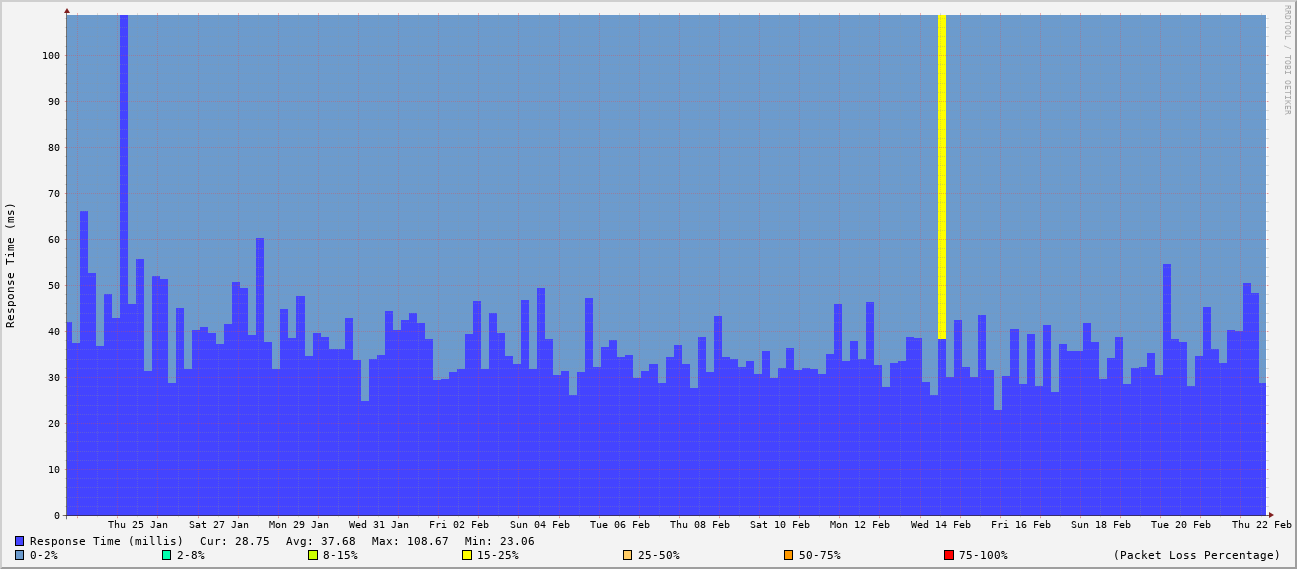 RRDTOOL / TOBI OETIKER
Response Time (ms)
100
90
80
70
60
50
40
30
20
10
0
Thu 25 Jan Sat 27 Jan Mon 29 Jan Wed 31 Jan Fri 02 Feb Sun 04 Feb Tue 06 Feb Thu 08 Feb Sat 10 Feb Mon 12 Feb Wed 14 Feb Fri 16 Feb Sun 18 Feb Tue 20 Feb Thu 22 Feb
Response Time (millis) Cur: 28.75 Avg: 37.68 Max: 108.67 Min: 23.06
0-2% 2-8% 8-15% 15-25% 25-50% 50-75% 75-100% (Packet Loss Percentage)